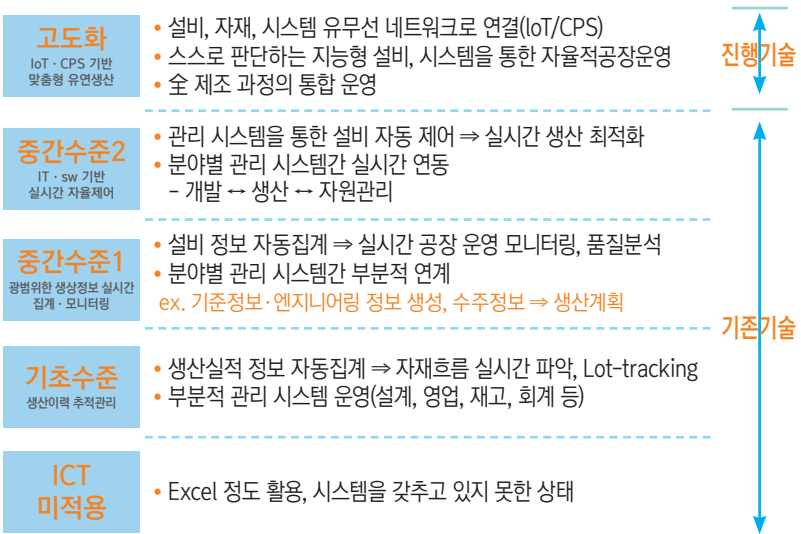 고도화
IoT · CPS 기반
맞춤형 유연생산
• 설비, 자재, 시스템 유무선 네트워크로 연결(IoT/CPS)
• 스스로 판단하는 지능형 설비, 시스템을 통한 자율적공장운영
• 全 제조 과정의 통합 운영
진행기술
중간수준2
IT · sw 기반
실시간 자율제어
• 관리 시스템을 통한 설비 자동 제어 ⇒ 실시간 생산 최적화
• 분야별 관리 시스템간 실시간 연동
- 개발 ↔ 생산 ↔ 자원관리
중간수준1
광범위한 생상정보 실시간
집계 · 모니터링
• 설비 정보 자동집계 ⇒ 실시간 공장 운영 모니터링, 품질분석
• 분야별 관리 시스템간 부분적 연계
ex. 기준정보·엔지니어링 정보 생성, 수주정보 ⇒ 생산계획
기존기술
기초수준
생산이력 추적관리
• 생산실적 정보 자동집계 ⇒ 자재흐름 실시간 파악, Lot-tracking
• 부분적 관리 시스템 운영(설계, 영업, 재고, 회계 등)
ICT
미적용
• Excel 정도 활용, 시스템을 갖추고 있지 못한 상태